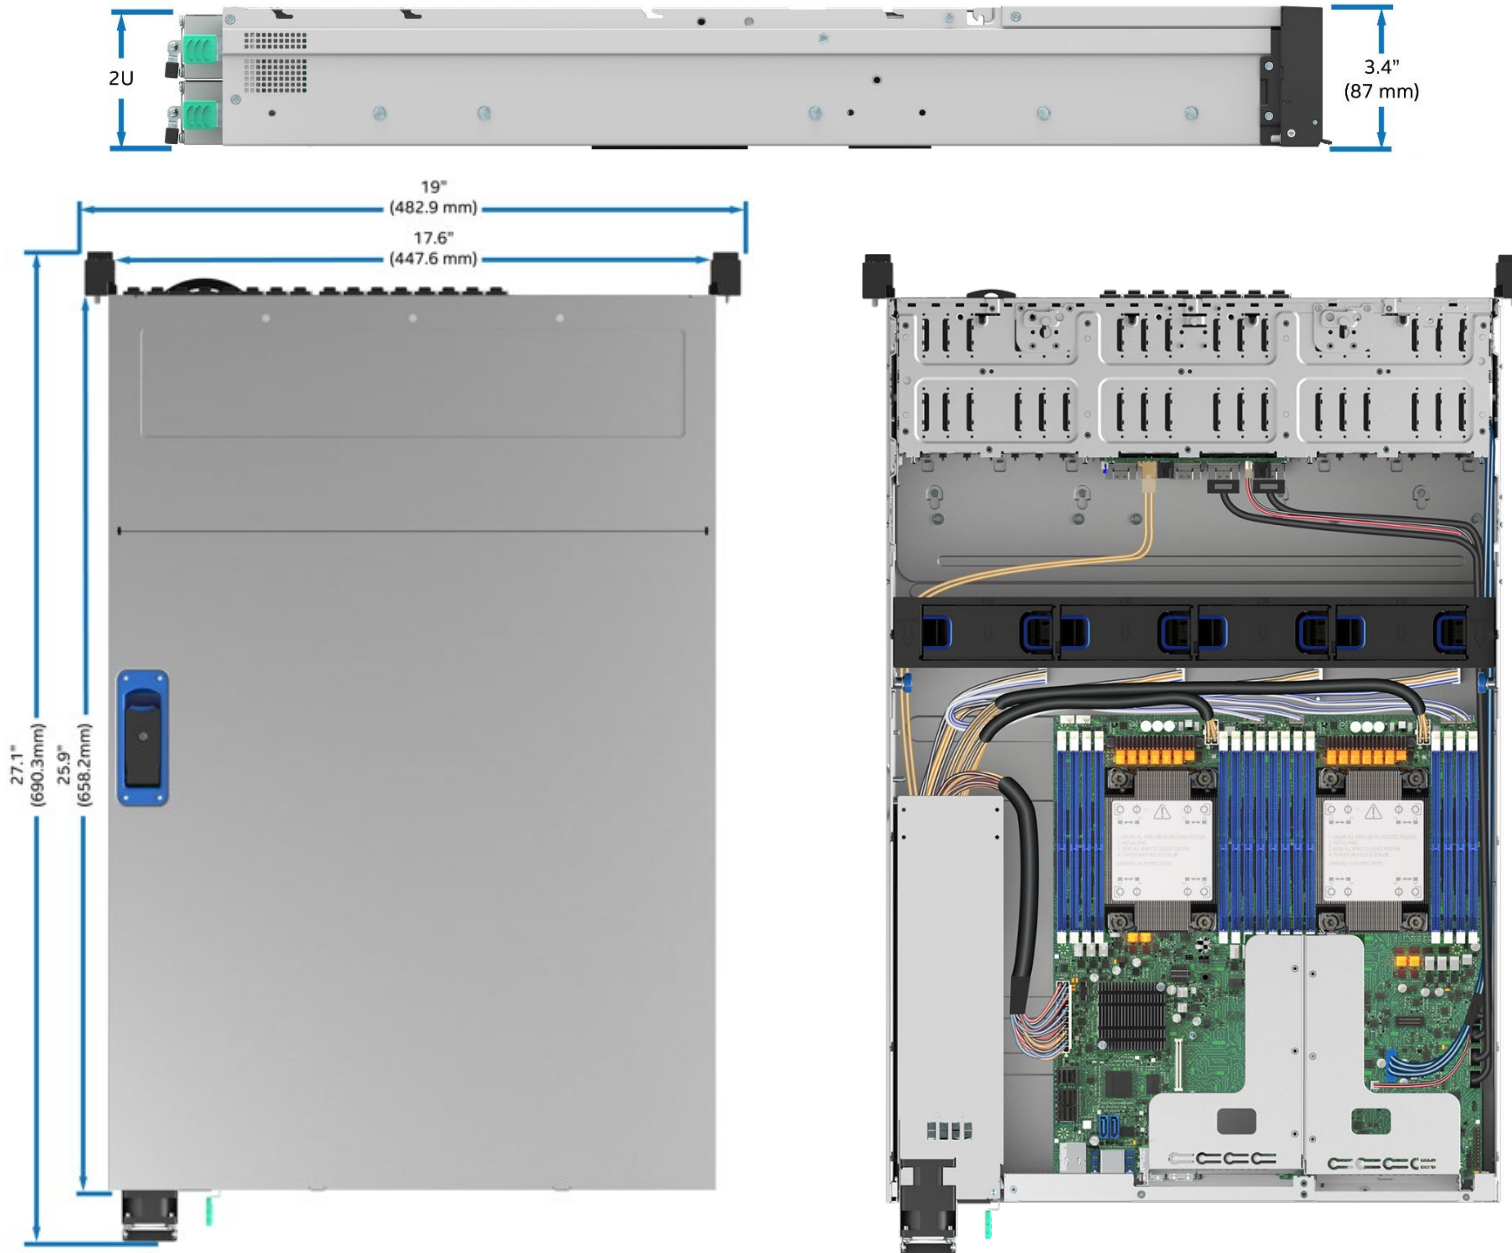 2U
3.4"
(87 mm)
19"
(482.9 mm)
17.6"
(447.6 mm)
27.1"
(690.3mm)
25.9"
(658.2mm)